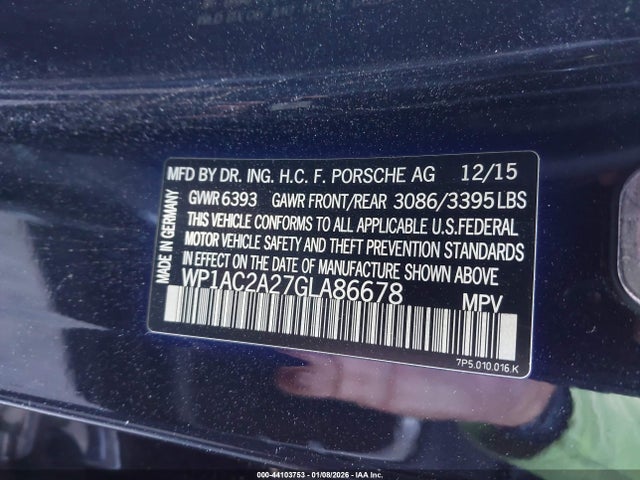 MFD BY DR. ING. H.C. F. PORSCHE AG 12/15
GVWR 6393 GAWR FRONT/REAR 3086/3395 LBS
THIS VEHICLE CONFORMS TO ALL APPLICABLE U.S. FEDERAL
MOTOR VEHICLE SAFETY AND THEFT PREVENTION STANDARDS
IN EFFECT ON THE DATE OF MANUFACTURE SHOWN ABOVE
WP1AC2A27GLA86678 MPV
7P5.010.016.K
MADE IN GERMANY
000-44103753 - 01/08/2026 - IAA Inc.